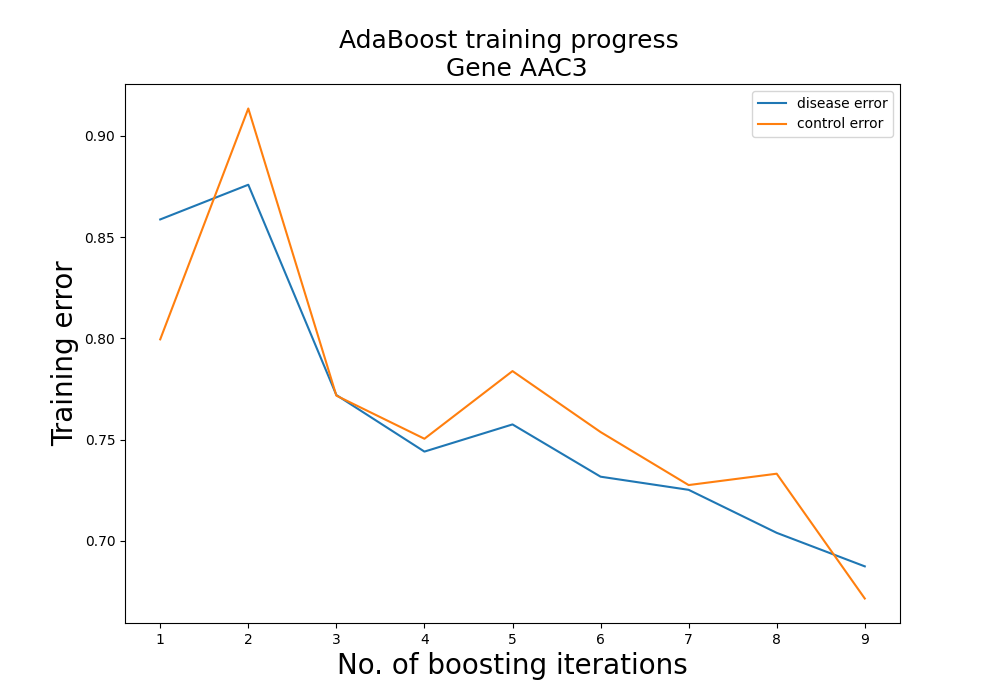 AdaBoost training progress
Gene AAC3
disease error
control error
0.90
0.85
0.80
0.75
0.70
Training error
1 2 3 4 5 6 7 8 9
No. of boosting iterations